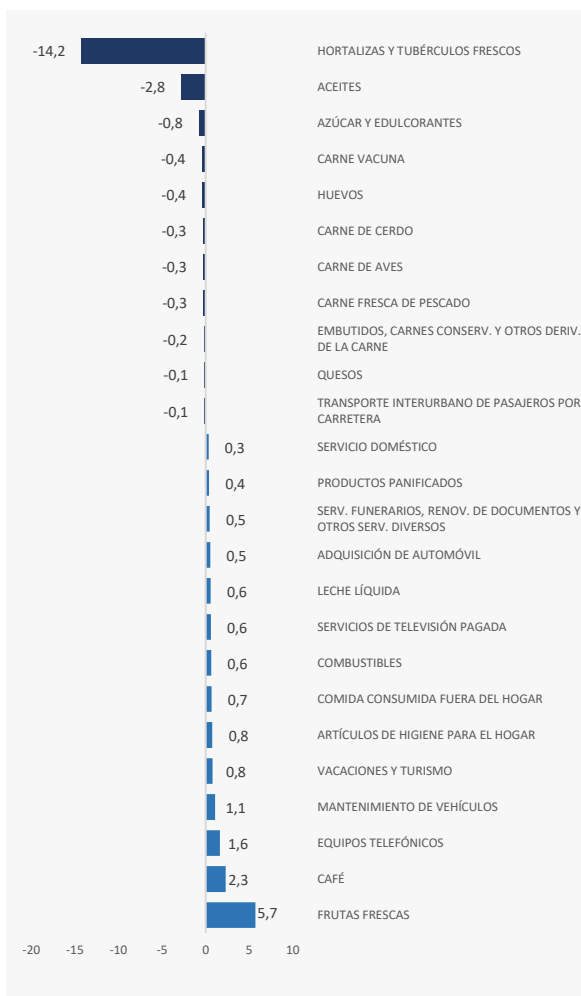 -14,2 HORTALIZAS Y TUBÉRCULOS FRESCOS
-2,8 ACEITES
-0,8 AZÚCAR Y EDULCORANTES
-0,4 CARNE VACUNA
-0,4 HUEVOS
-0,3 CARNE DE CERDO
-0,3 CARNE DE AVES
-0,3 CARNE FRESCA DE PESCADO
-0,2 EMBUTIDOS, CARNES CONSERV. Y OTROS DERIV.
DE LA CARNE
-0,1 QUESOS
-0,1 TRANSPORTE INTERURBANO DE PASAJEROS POR
CARRETERA
0,3 SERVICIO DOMÉSTICO
0,4 PRODUCTOS PANIFICADOS
0,5 SERV. FUNERARIOS, RENOV. DE DOCUMENTOS Y
OTROS SERV. DIVERSOS
0,5 ADQUISICIÓN DE AUTOMÓVIL
0,6 LECHE LÍQUIDA
0,6 SERVICIOS DE TELEVISIÓN PAGADA
0,6 COMBUSTIBLES
0,7 COMIDA CONSUMIDA FUERA DEL HOGAR
0,8 ARTÍCULOS DE HIGIENE PARA EL HOGAR
0,8 VACACIONES Y TURISMO
1,1 MANTENIMIENTO DE VEHÍCULOS
1,6 EQUIPOS TELEFÓNICOS
2,3 CAFÉ
5,7 FRUTAS FRESCAS
-20 -15 -10 -5 0 5 10